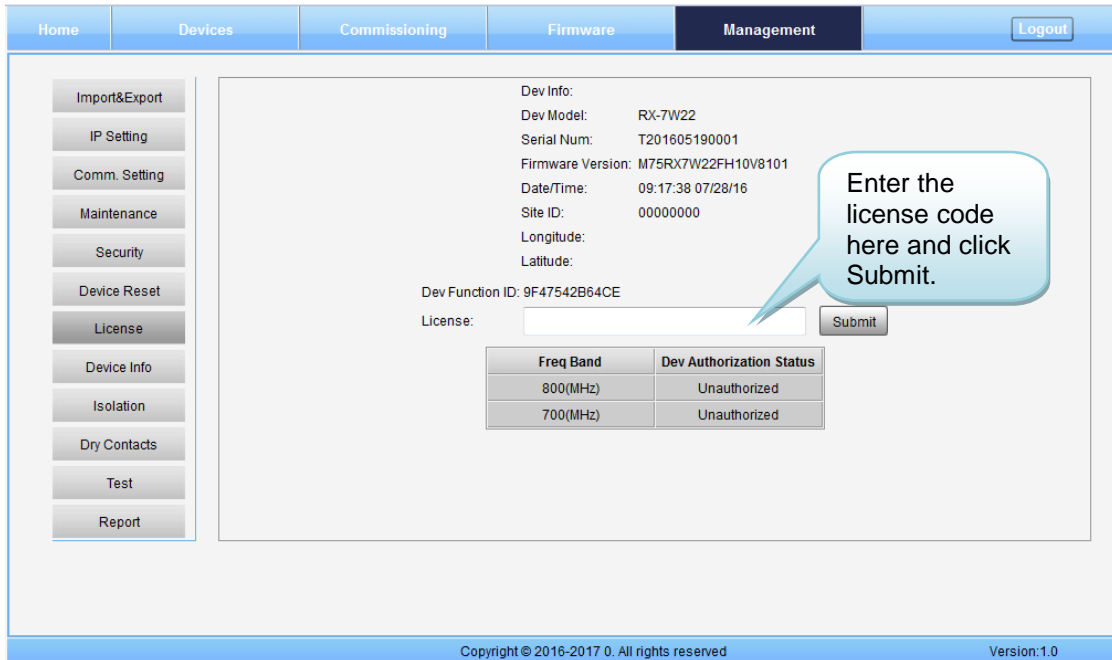 Home Devices Commissioning Firmware Management Logout
Import&Export
IP Setting
Comm. Setting
Maintenance
Security
Device Reset
License
Device Info
Isolation
Dry Contacts
Test
Report
Dev Info:
Dev Model: RX-7W22
Serial Num: T201605190001
Firmware Version: M75RX7W22FH10V8101
Date/Time: 09:17:38 07/28/16
Site ID: 00000000
Longitude:
Latitude:
Dev Function ID: 9F47542B64CE
License: Submit
Enter the
license code
here and click
Submit.
Freq Band Dev Authorization Status
800(MHz) Unauthorized
700(MHz) Unauthorized
Copyright © 2016-2017 0. All rights reserved Version:1.0